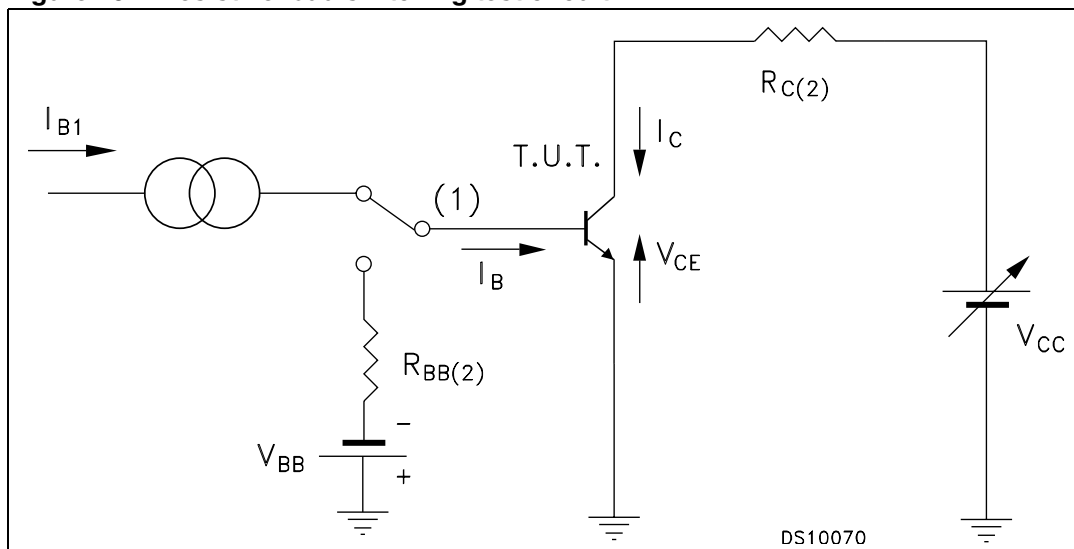 I_B1
R_C(2)
I_C
T.U.T.
(1)
I_B
V_CE
R_BB(2)
V_BB
-
+
V_CC
DS10070